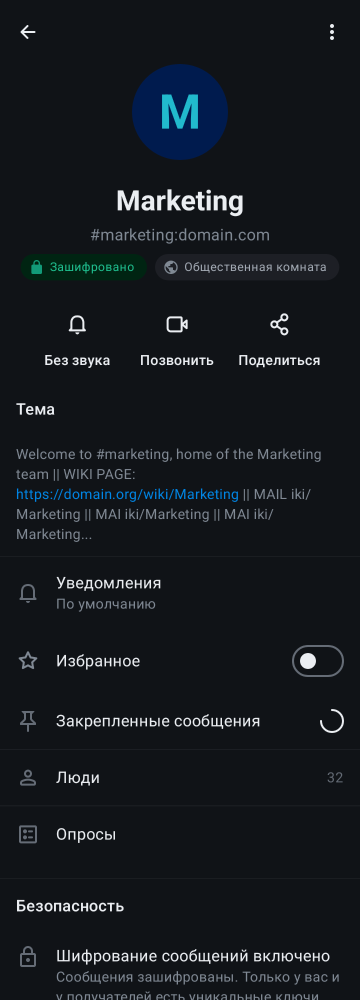 M
Marketing
#marketing:domain.com
Зашифровано
Общественная комната
Без звука
Позвонить
Поделиться
Тема
Welcome to #marketing, home of the Marketing
team || WIKI PAGE:
https://domain.org/wiki/Marketing || MAIL iki/
Marketing || MAI iki/Marketing || MAI iki/
Marketing...
Уведомления
По умолчанию
Избранное
Закрепленные сообщения
Люди
32
Опросы
Безопасность
Шифрование сообщений включено
Сообщения зашифрованы. Только у вас и
у получателей есть уникальные ключи